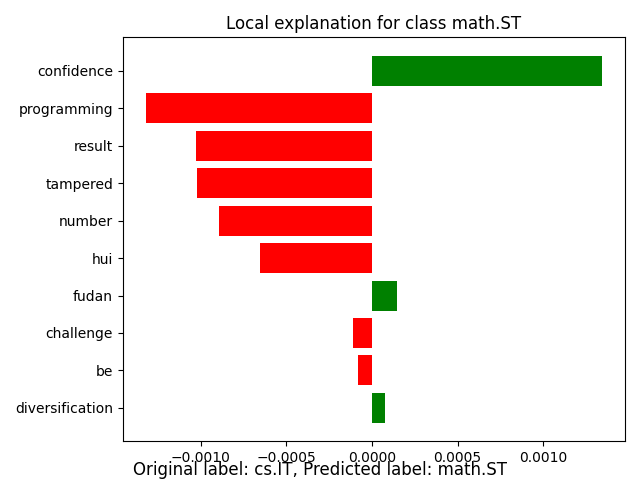 Local explanation for class math.ST
confidence
programming
result
tampered
number
hui
fudan
challenge
be
diversification
−0.0010 −0.0005 0.0000 0.0005 0.0010
Original label: cs.IT, Predicted label: math.ST